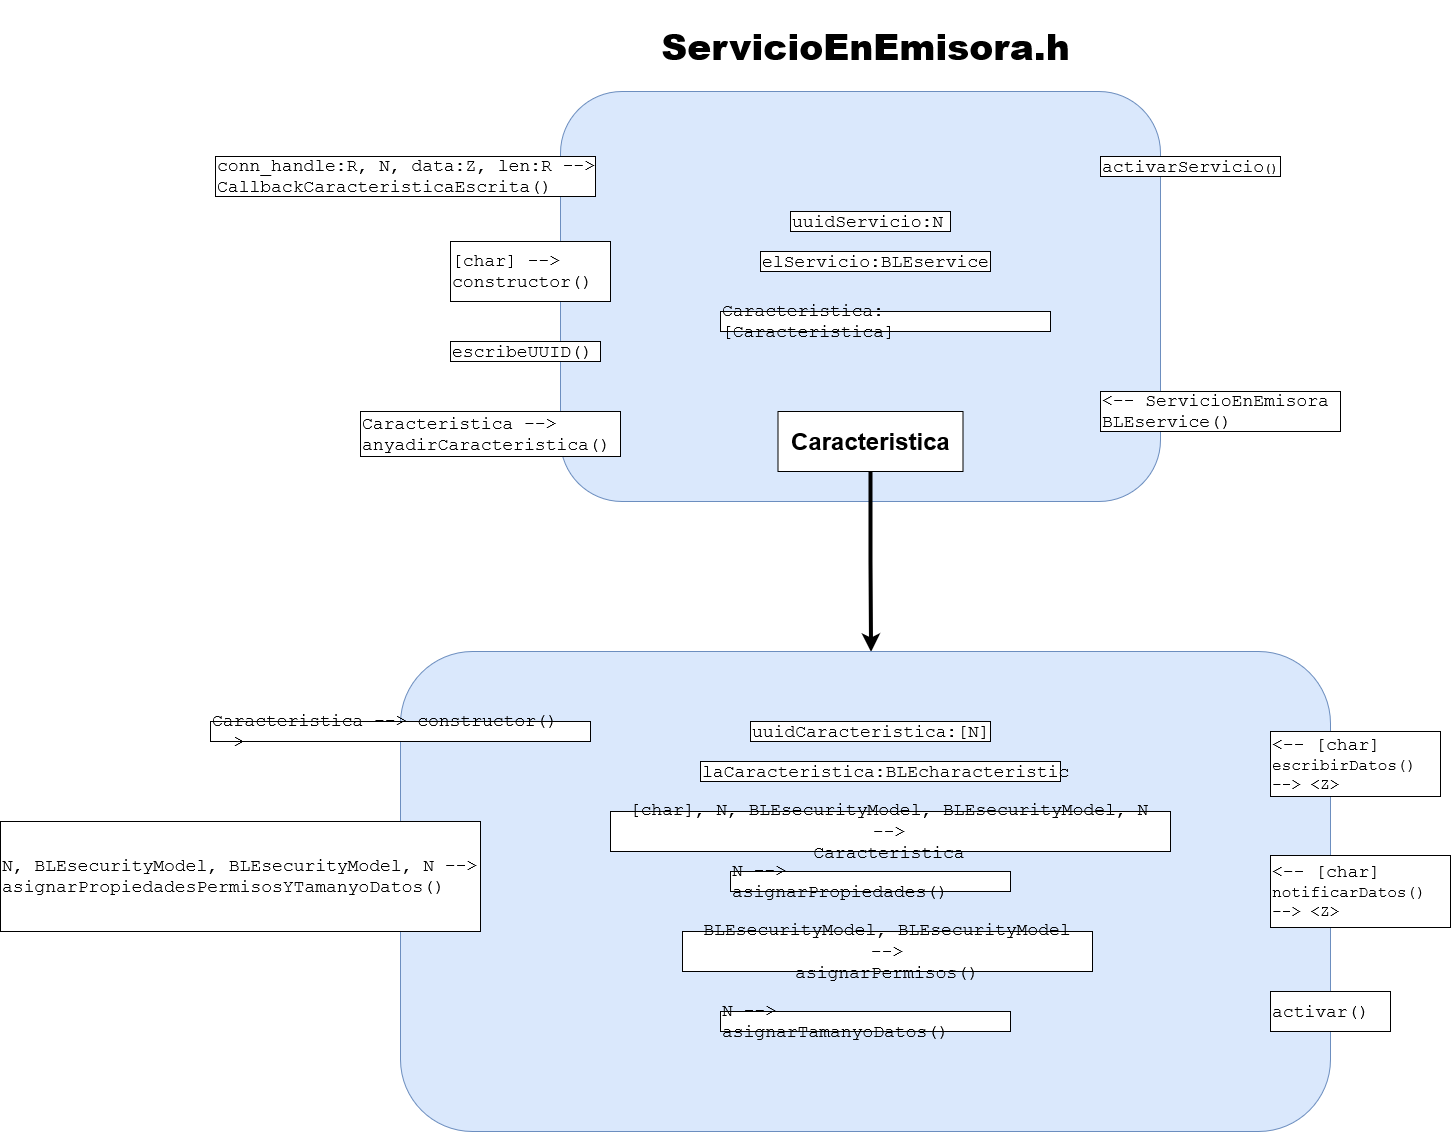 ServicioEnEmisora.h
conn_handle:R, N, data:Z, len:R -->
CallbackCaracteristicaEscrita()
activarServicio()
uuidServicio:N
[char] -->
constructor()
elServicio:BLEservice
Caracteristica:
[Caracteristica]
escribeUUID()
<-- ServicioEnEmisora
BLEservice()
Caracteristica -->
anyadirCaracteristica()
Caracteristica
Caracteristica --> constructor()
>
uuidCaracteristica:[N]
<-- [char]
escribirDatos()
--> <Z>
laCaracteristica:BLEcharacteristic
[char], N, BLEsecurityModel, BLEsecurityModel, N
-->
Caracteristica
N, BLEsecurityModel, BLEsecurityModel, N -->
asignarPropiedadesPermisosYTamanyoDatos()
N -->
asignarPropiedades()
<-- [char]
notificarDatos()
--> <Z>
BLEsecurityModel, BLEsecurityModel
-->
asignarPermisos()
N -->
asignarTamanyoDatos()
activar()